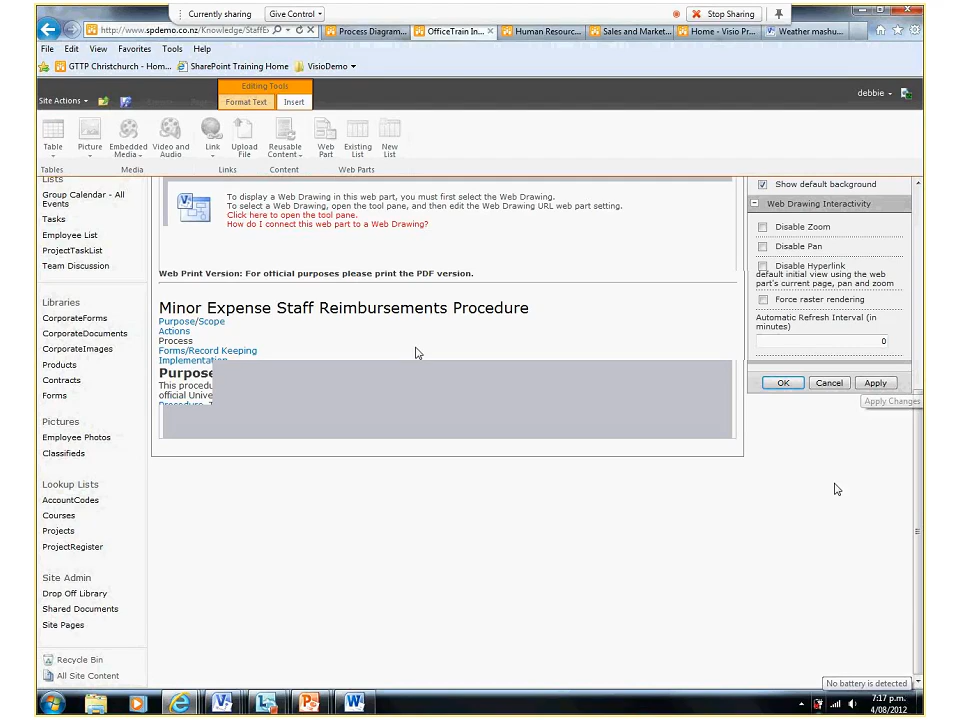 Currently sharing
Give Control
Stop Sharing
http://www.spdemo.co.nz/Knowledge/StaffE
Process Diagram...
OfficeTrain In...
Human Resourc...
Sales and Market...
Home - Visio Pr...
Weather mashu...
File Edit View Favorites Tools Help
GTTP Christchurch - Hom...
SharePoint Training Home
VisioDemo
Editing Tools
Site Actions
Format Text
Insert
debbie
Table
Picture
Embedded Media
Video and Audio
Link
Upload File
Reusable Content
Web Part
Existing List
New List
Tables
Media
Links
Content
Web Parts
Lists
Group Calendar - All
Events
Tasks
Employee List
ProjectTaskList
Team Discussion
Libraries
CorporateForms
CorporateDocuments
CorporateImages
Products
Contracts
Forms
Pictures
Employee Photos
Classifieds
Lookup Lists
AccountCodes
Courses
Projects
ProjectRegister
Site Admin
Drop Off Library
Shared Documents
Site Pages
Recycle Bin
All Site Content
To display a Web Drawing in this web part, you must first select the Web Drawing.
To select a Web Drawing, open the tool pane, and then edit the Web Drawing URL web part setting.
Click here to open the tool pane.
How do I connect this web part to a Web Drawing?
Web Print Version: For official purposes please print the PDF version.
Minor Expense Staff Reimbursements Procedure
Purpose/Scope
Actions
Process
Forms/Record Keeping
Implementation
Purpose
This procedu
official Unive
Show default background
Web Drawing Interactivity
Disable Zoom
Disable Pan
Disable Hyperlink
default initial view using the web
part's current page, pan and zoom
Force raster rendering
Automatic Refresh Interval (in
minutes)
0
OK
Cancel
Apply
Apply Changes
No battery is detected
7:17 p.m.
4/08/2012